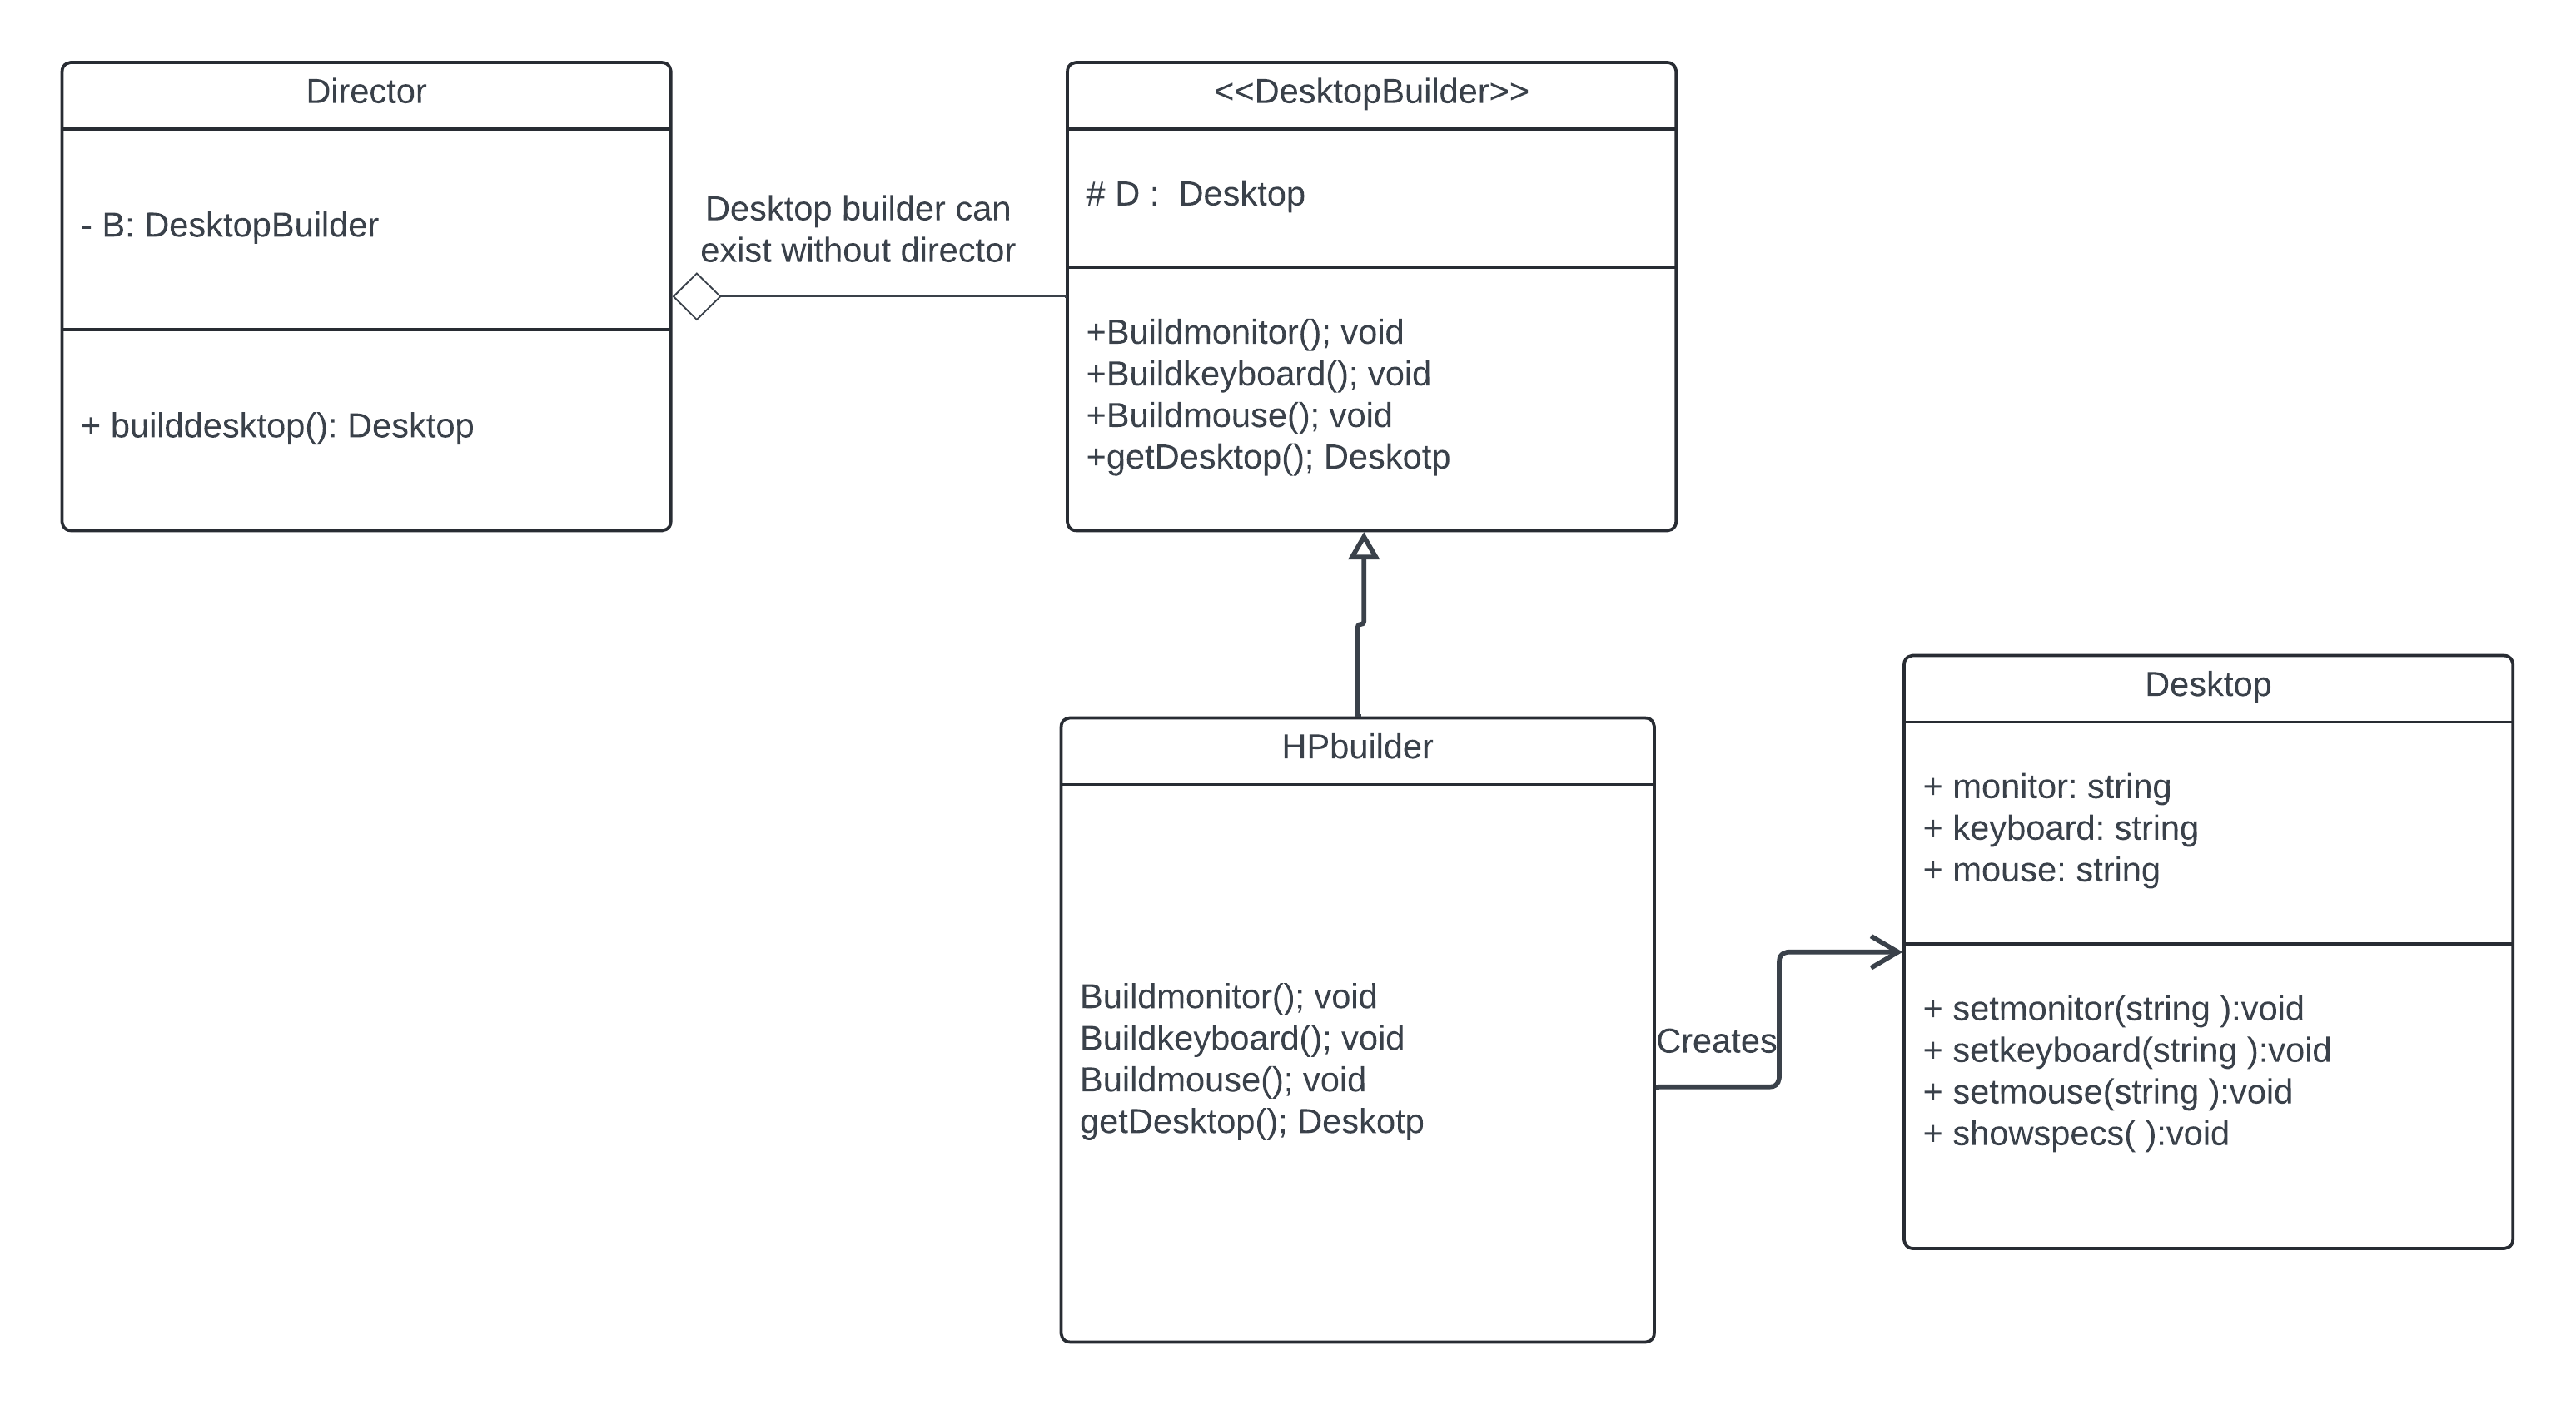 Director
- B: DesktopBuilder
+ builddesktop(): Desktop
Desktop builder can
exist without director
<<DesktopBuilder>>
# D :  Desktop
+Buildmonitor(); void
+Buildkeyboard(); void
+Buildmouse(); void
+getDesktop(); Deskotp
HPbuilder
Buildmonitor(); void
Buildkeyboard(); void
Buildmouse(); void
getDesktop(); Deskotp
Creates
Desktop
+ monitor: string
+ keyboard: string
+ mouse: string
+ setmonitor(string ):void
+ setkeyboard(string ):void
+ setmouse(string ):void
+ showspecs( ):void